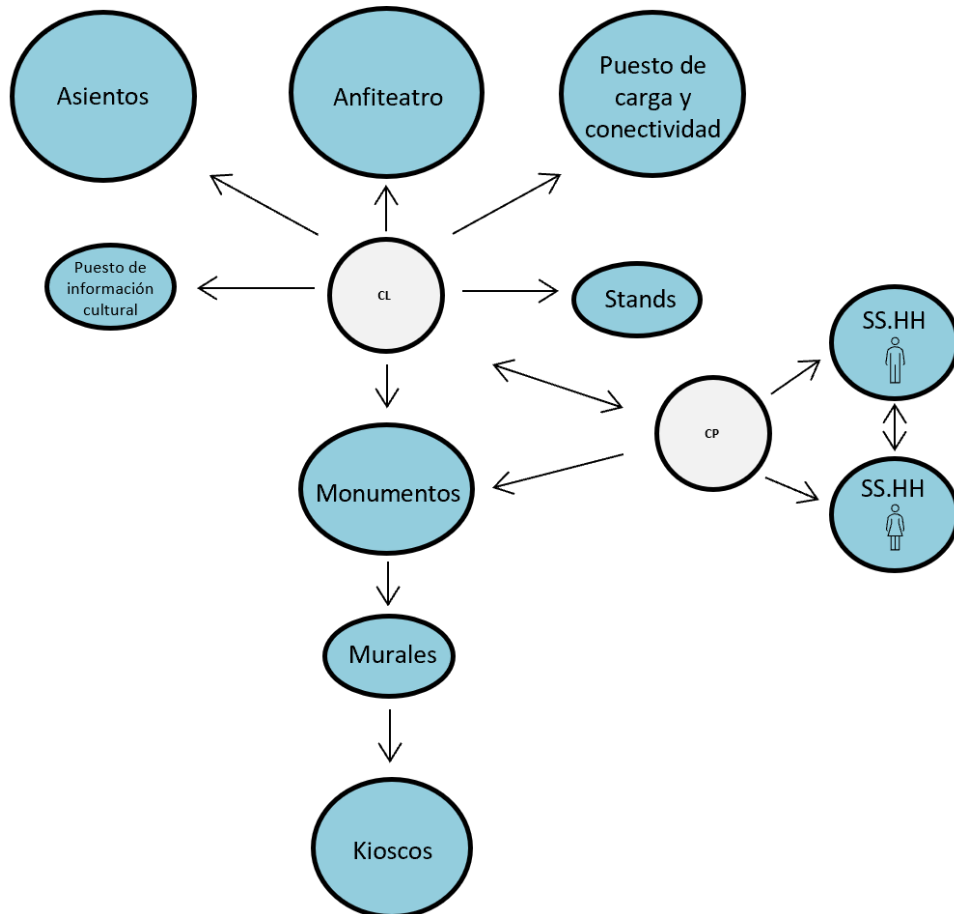 Asientos
Anfiteatro
Puesto de
carga y
conectividad
Puesto de
información
cultural
CL
Stands
SS.HH
CP
Monumentos
SS.HH
Murales
Kioscos